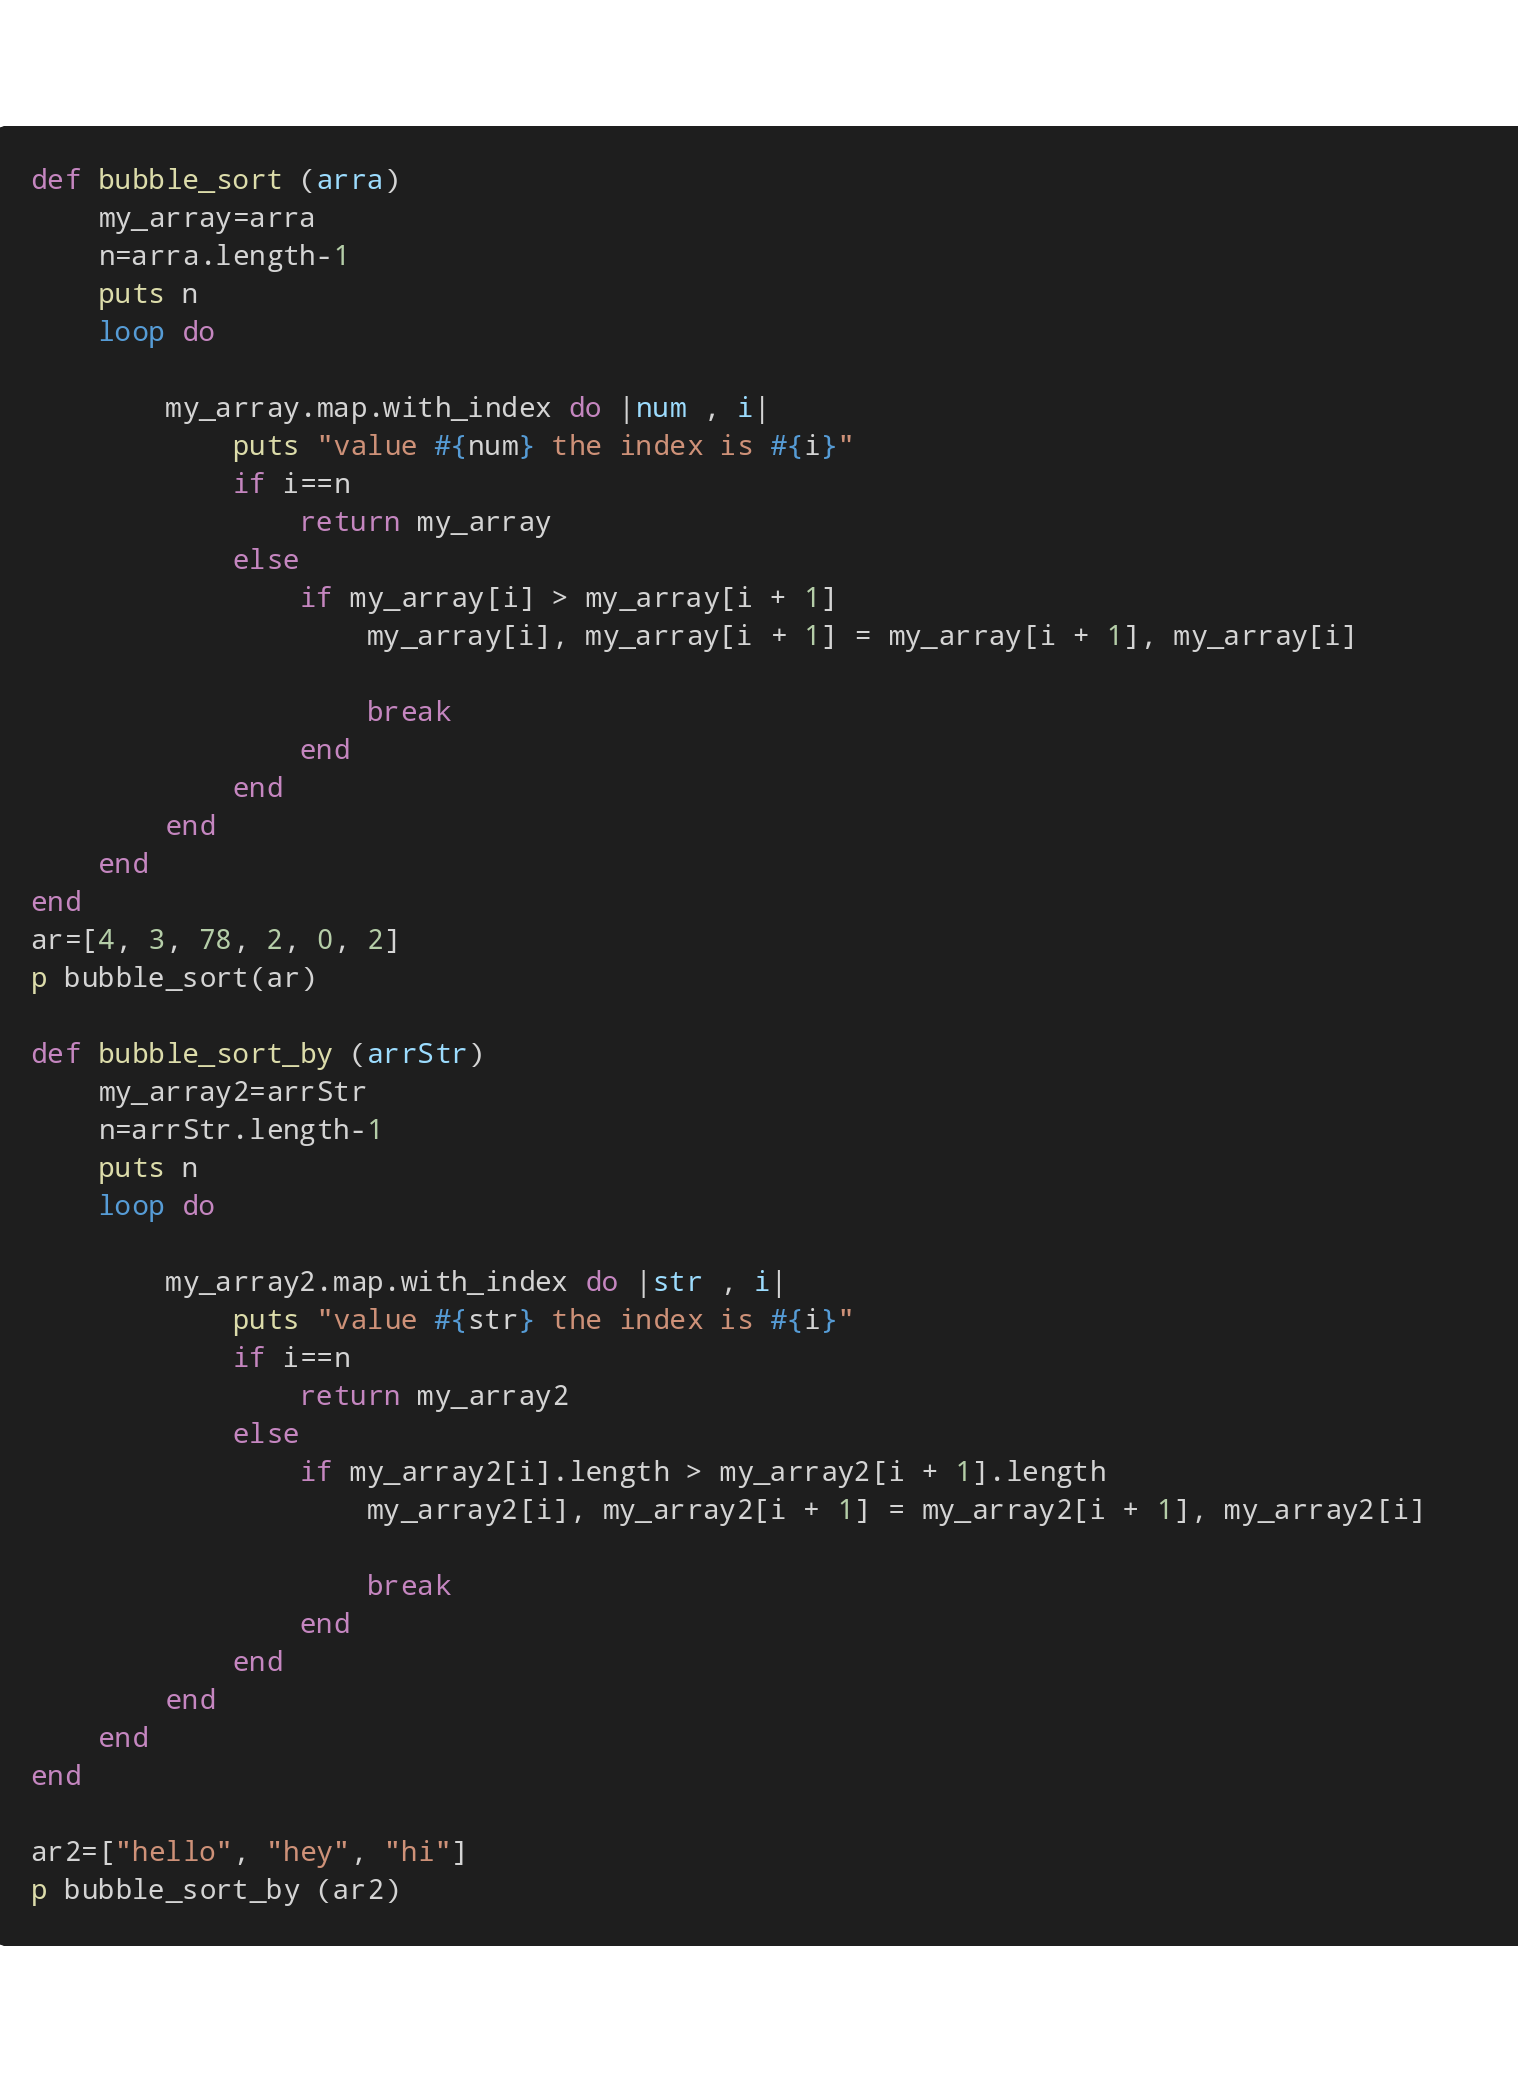 def bubble_sort (arra)
    my_array=arra
    n=arra.length-1
    puts n
    loop do
        my_array.map.with_index do |num , i|
            puts "value #{num} the index is #{i}"
            if i==n
                return my_array
            else
                if my_array[i] > my_array[i + 1]
                    my_array[i], my_array[i + 1] = my_array[i + 1], my_array[i]
                    break
                end
            end
        end
    end
end
ar=[4, 3, 78, 2, 0, 2]
p bubble_sort(ar)
def bubble_sort_by (arrStr)
    my_array2=arrStr
    n=arrStr.length-1
    puts n
    loop do
        my_array2.map.with_index do |str , i|
            puts "value #{str} the index is #{i}"
            if i==n
                return my_array2
            else
                if my_array2[i].length > my_array2[i + 1].length
                    my_array2[i], my_array2[i + 1] = my_array2[i + 1], my_array2[i]
                    break
                end
            end
        end
    end
end
ar2=["hello", "hey", "hi"]
p bubble_sort_by (ar2)